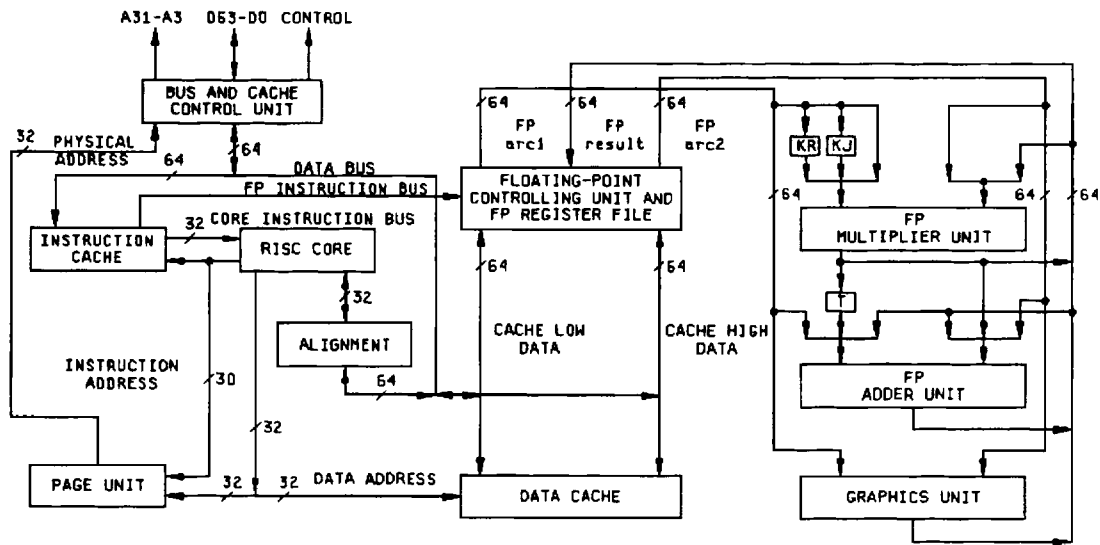 A31-A3 D63-D0 CONTROL
BUS AND CACHE
CONTROL UNIT
32
PHYSICAL
ADDRESS
64
64
DATA BUS
FP INSTRUCTION BUS
CORE INSTRUCTION BUS
32
INSTRUCTION
CACHE
RISC CORE
32
ALIGNMENT
64
INSTRUCTION
ADDRESS
30
32
PAGE UNIT
32
32
DATA ADDRESS
DATA CACHE
64
64
64
FP
arc1
FP
result
FP
arc2
FLOATING-POINT
CONTROLLING UNIT AND
FP REGISTER FILE
64
64
CACHE LOW
DATA
CACHE HIGH
DATA
KR
KJ
64
64
64
FP
MULTIPLIER UNIT
T
FP
ADDER UNIT
GRAPHICS UNIT